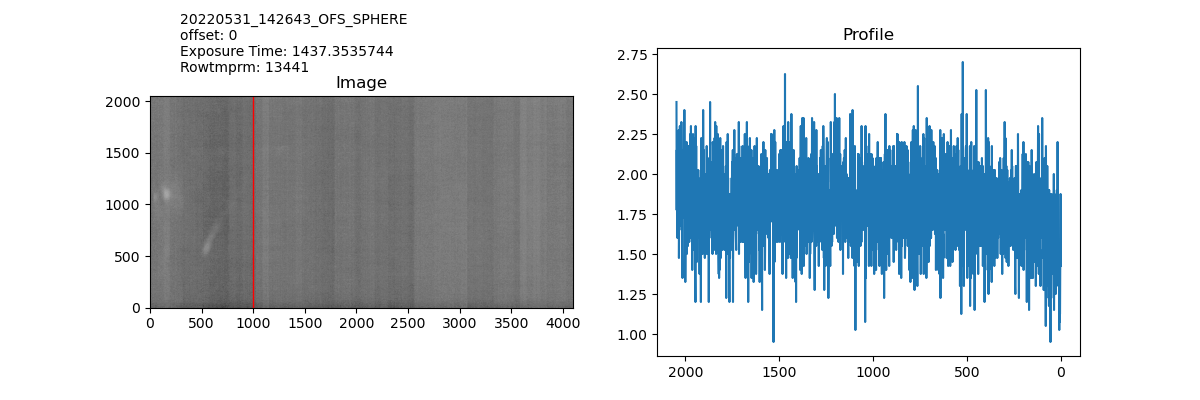 20220531_142643_OFS_SPHERE
offset: 0
Exposure Time: 1437.3535744
Rowtmprm: 13441
Image
2000
1500
1000
500
0
0 500 1000 1500 2000 2500 3000 3500 4000
Profile
2.75
2.50
2.25
2.00
1.75
1.50
1.25
1.00
2000 1500 1000 500 0